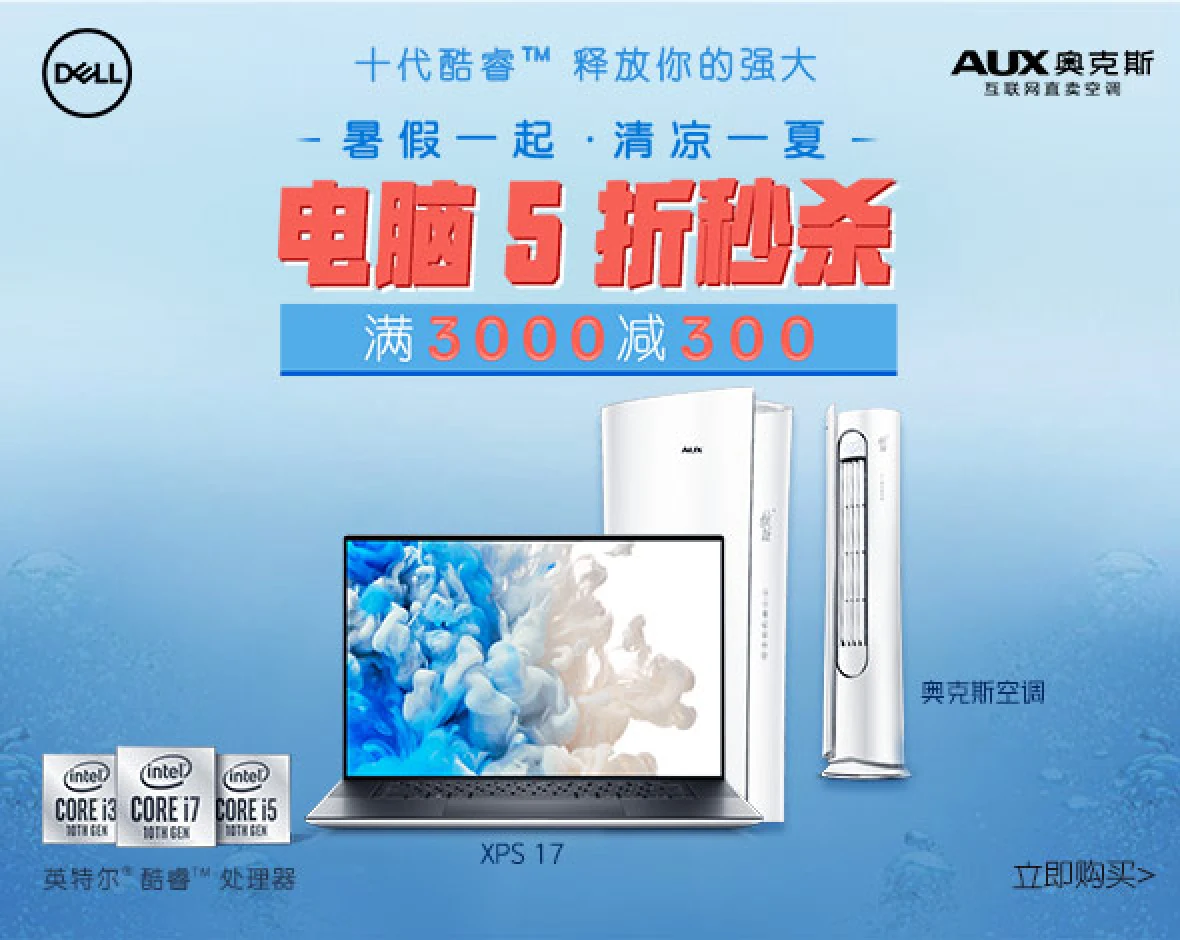 DELL
十代酷睿™ 释放你的强大
AUX奥克斯
互联网直卖空调
暑假一起·清凉一夏
电脑5折秒杀
满3000减300
AUX
奥克斯空调
intel
CORE i3
10TH GEN
intel
CORE i7
10TH GEN
intel
CORE i5
10TH GEN
英特尔®酷睿™处理器
XPS 17
立即购买>